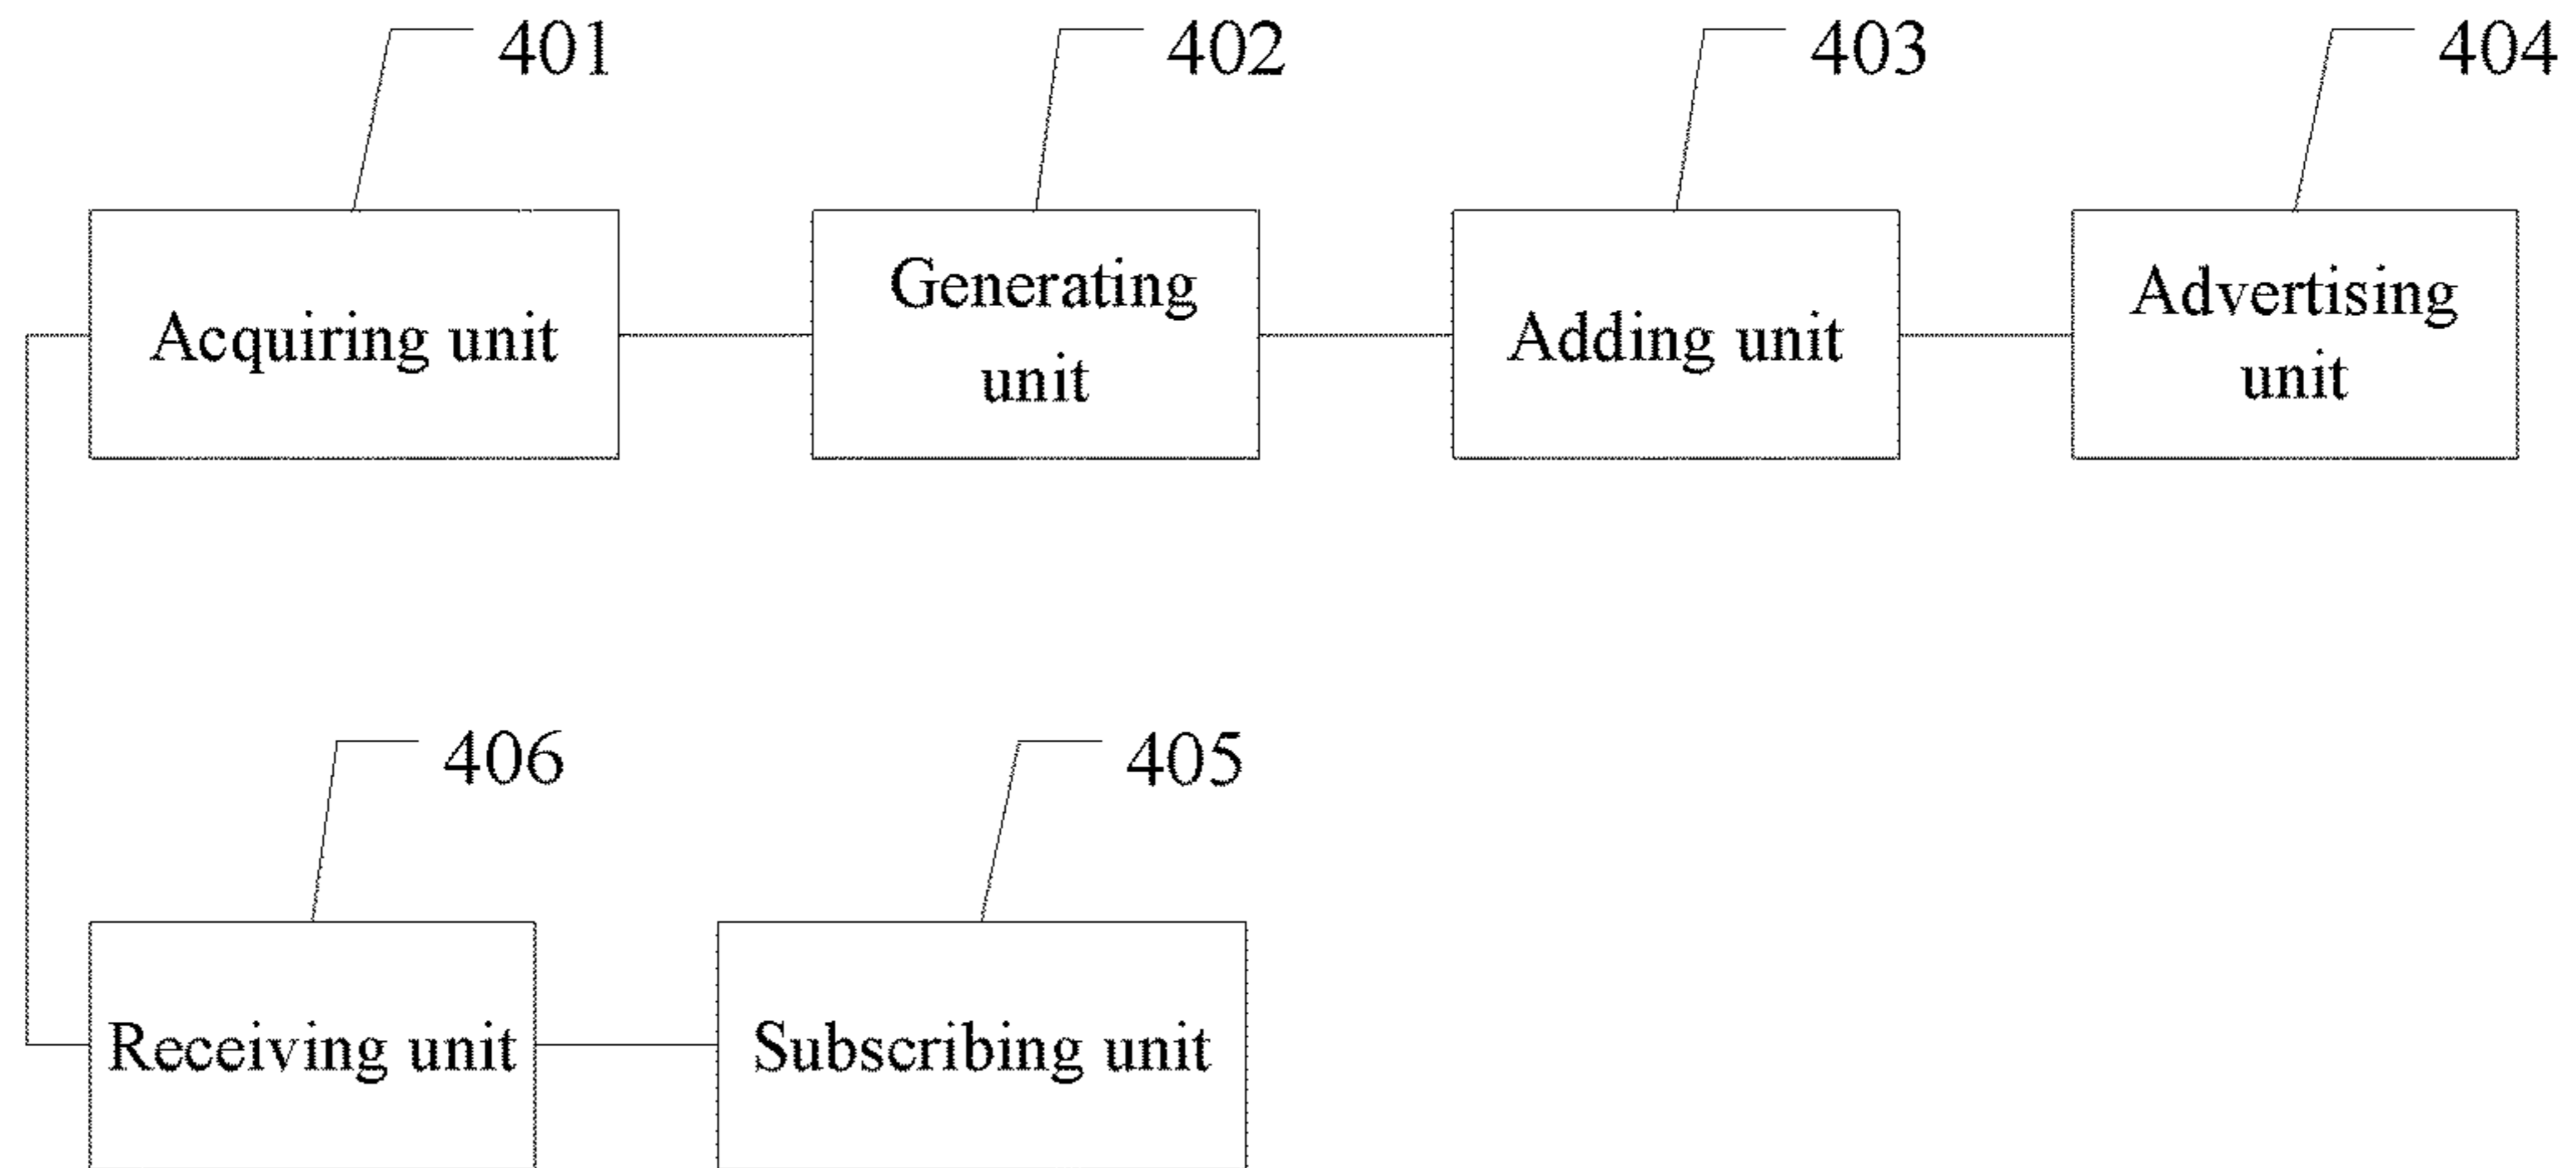 401
402
403
404
Acquiring unit
Generating
unit
Adding unit
Advertising
unit
406
405
Receiving unit
Subscribing unit